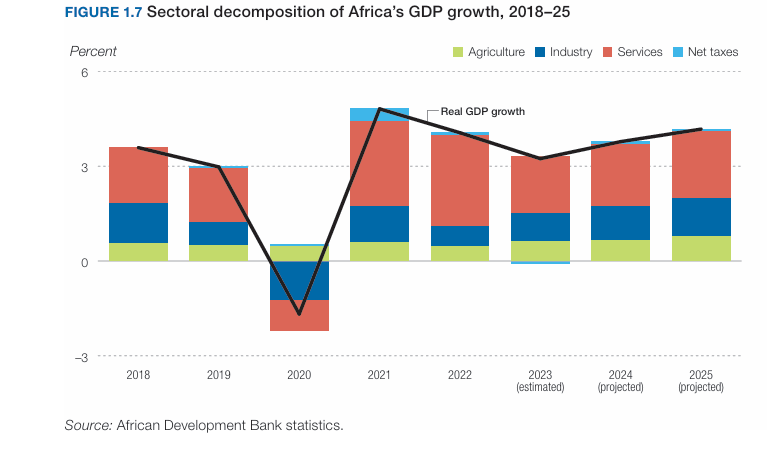 FIGURE 1.7 Sectoral decomposition of Africa's GDP growth, 2018–25
Percent
Agriculture Industry Services Net taxes
6
Real GDP growth
3
0
–3
2018 2019 2020 2021 2022 2023 2024 2025
(estimated) (projected) (projected)
Source: African Development Bank statistics.